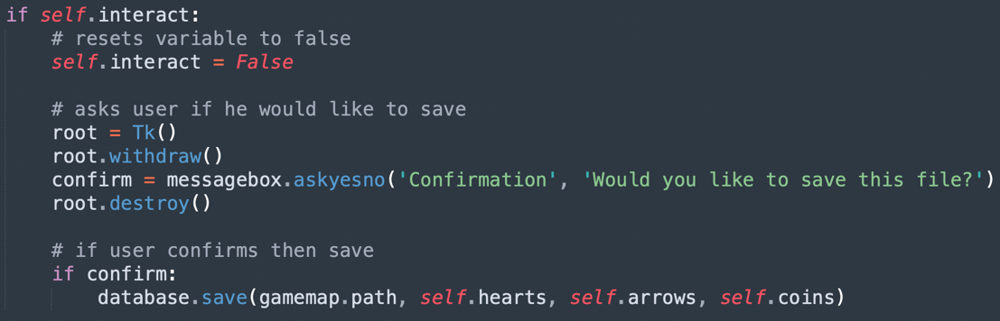 if self.interact:
    # resets variable to false
    self.interact = False

    # asks user if he would like to save
    root = Tk()
    root.withdraw()
    confirm = messagebox.askyesno('Confirmation', 'Would you like to save this file?')
    root.destroy()

    # if user confirms then save
    if confirm:
        database.save(gamemap.path, self.hearts, self.arrows, self.coins)